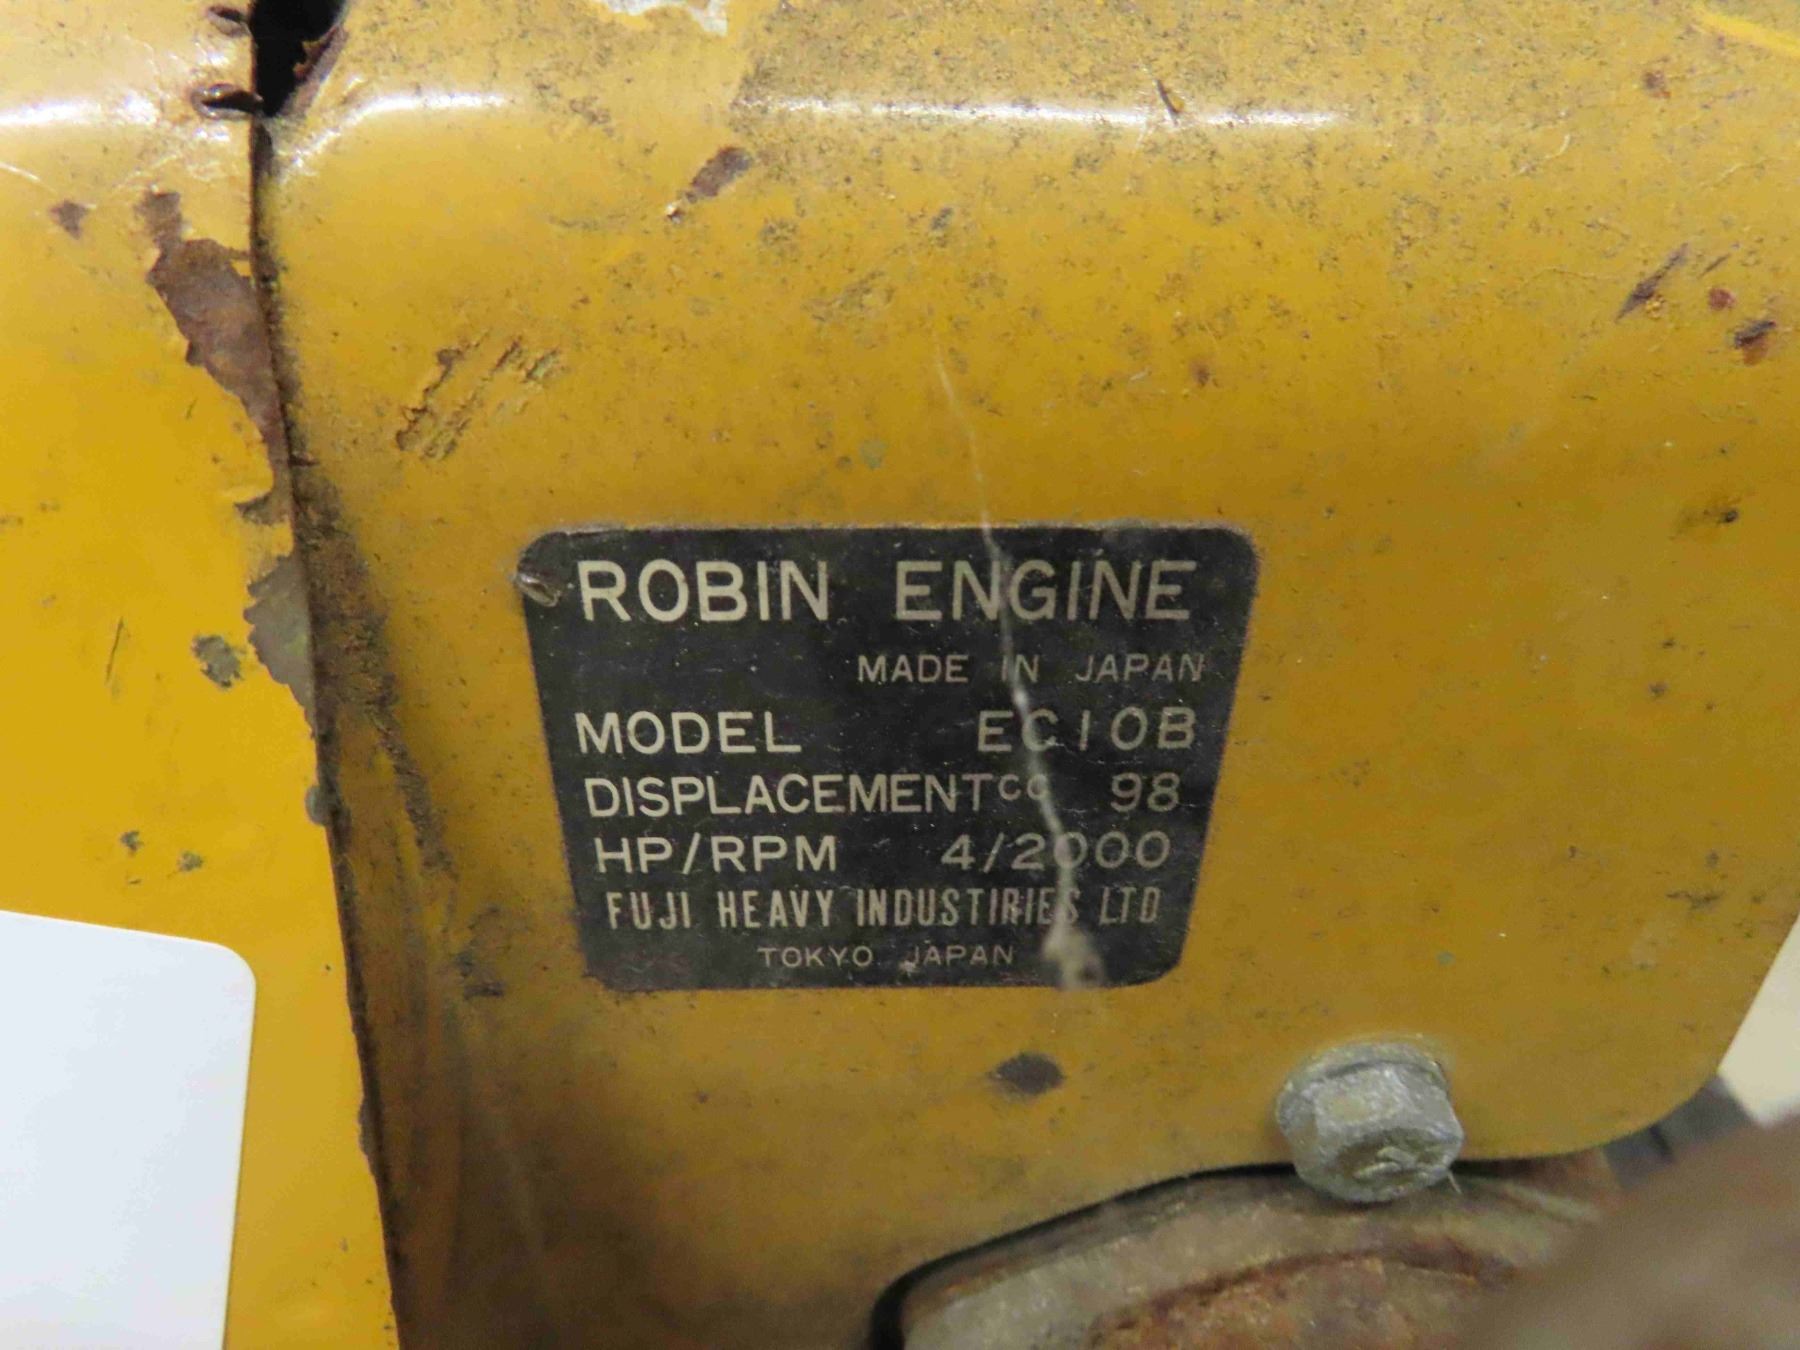 ROBIN ENGINE
MADE IN JAPAN
MODEL EC10B
DISPLACEMENTCC 98
HP/RPM 4/2000
FUJI HEAVY INDUSTIRIES LTD
TOKYO JAPAN